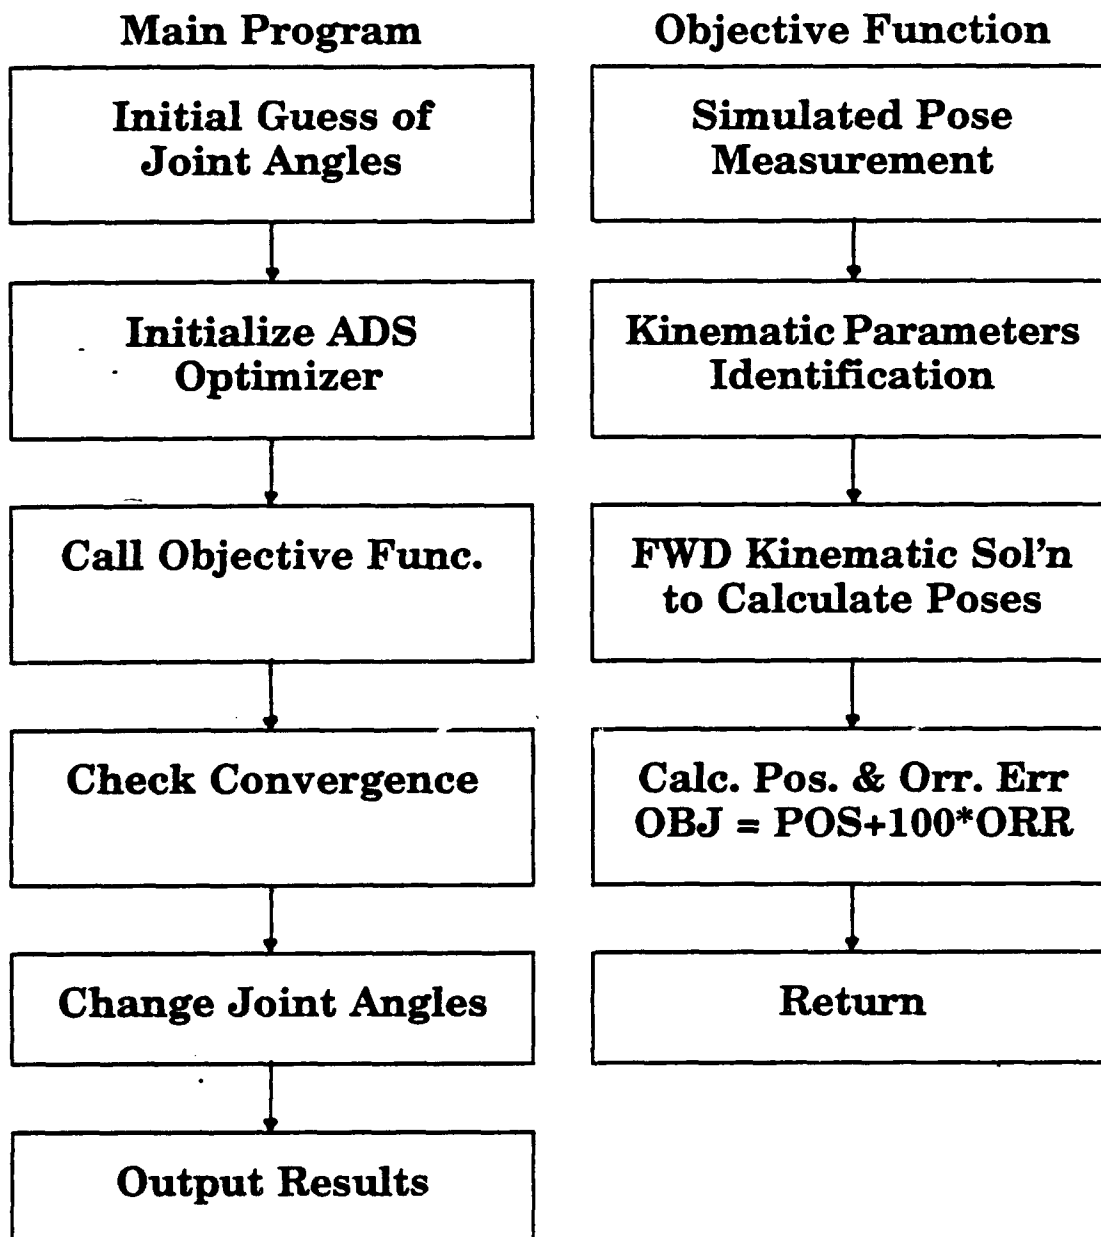 Main Program
Initial Guess of
Joint Angles
Initialize ADS
Optimizer
Call Objective Func.
Check Convergence
Change Joint Angles
Output Results
Objective Function
Simulated Pose
Measurement
Kinematic Parameters
Identification
FWD Kinematic Sol'n
to Calculate Poses
Calc. Pos. & Orr. Err
OBJ = POS+100*ORR
Return